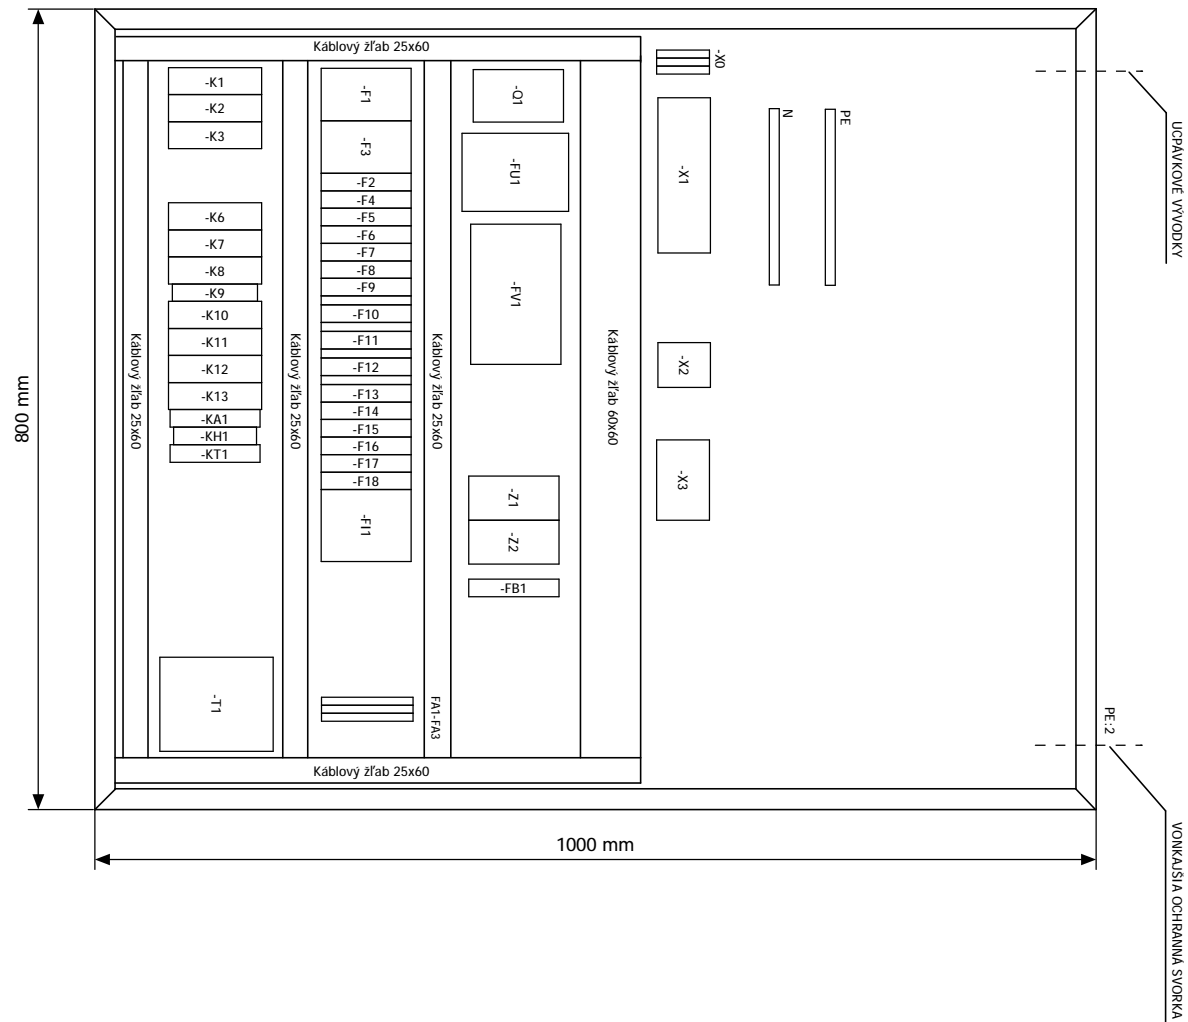 Káblový žľab 25x60
-K1
-K2
-K3
-K6
-K7
-K8
-K9
-K10
-K11
-K12
-K13
-KA1
-KH1
-KT1
-T1
Káblový žľab 25x60
Káblový žľab 25x60
-F1
-F3
-F2
-F4
-F5
-F6
-F7
-F8
-F9
-F10
-F11
-F12
-F13
-F14
-F15
-F16
-F17
-F18
-FI1
FA1-FA3
Káblový žľab 25x60
-Q1
-FU1
-FV1
-Z1
-Z2
-FB1
Káblový žľab 60x60
-X0
-X1
-X2
-X3
N
PE
UCPÁVKOVÉ VÝVODKY
PE:2
VONKAJŠIA OCHRANNÁ SVORKA
Káblový žľab 25x60
800 mm
1000 mm